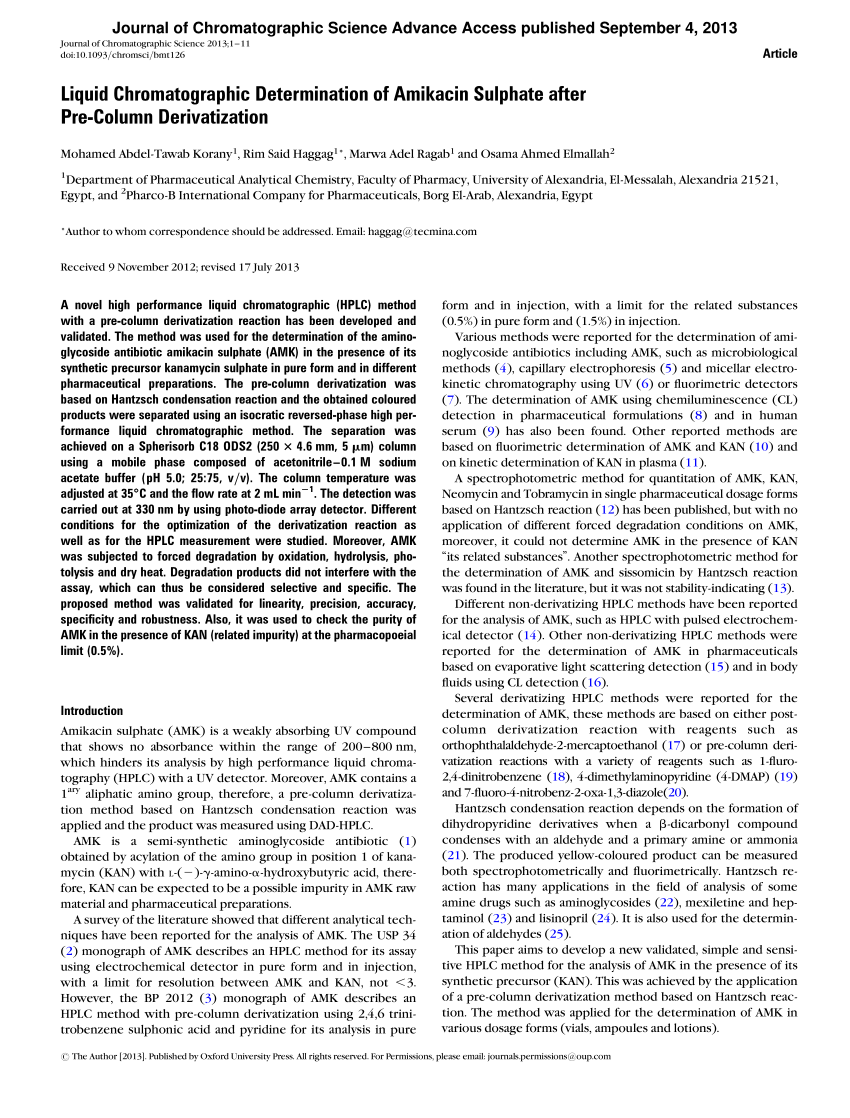 Journal of Chromatographic Science Advance Access published September 4, 2013
Journal of Chromatographic Science 2013;1–11
doi:10.1093/chromsci/bmt126
Article
Liquid Chromatographic Determination of Amikacin Sulphate after
Pre-Column Derivatization
Mohamed Abdel-Tawab Korany1, Rim Said Haggag1*, Marwa Adel Ragab1 and Osama Ahmed Elmallah2
1Department of Pharmaceutical Analytical Chemistry, Faculty of Pharmacy, University of Alexandria, El-Messalah, Alexandria 21521,
Egypt, and 2Pharco-B International Company for Pharmaceuticals, Borg El-Arab, Alexandria, Egypt
*Author to whom correspondence should be addressed. Email: haggag@tecmina.com
Received 9 November 2012; revised 17 July 2013
A novel high performance liquid chromatographic (HPLC) method
with a pre-column derivatization reaction has been developed and
validated. The method was used for the determination of the amino-
glycoside antibiotic amikacin sulphate (AMK) in the presence of its
synthetic precursor kanamycin sulphate in pure form and in different
pharmaceutical preparations. The pre-column derivatization was
based on Hantzsch condensation reaction and the obtained coloured
products were separated using an isocratic reversed-phase high per-
formance liquid chromatographic method. The separation was
achieved on a Spherisorb C18 ODS2 (250 × 4.6 mm, 5 μm) column
using a mobile phase composed of acetonitrile–0.1 M sodium
acetate buffer (pH 5.0; 25:75, v/v). The column temperature was
adjusted at 35°C and the flow rate at 2 mL min−1. The detection was
carried out at 330 nm by using photo-diode array detector. Different
conditions for the optimization of the derivatization reaction as
well as for the HPLC measurement were studied. Moreover, AMK
was subjected to forced degradation by oxidation, hydrolysis, pho-
tolysis and dry heat. Degradation products did not interfere with the
assay, which can thus be considered selective and specific. The
proposed method was validated for linearity, precision, accuracy,
specificity and robustness. Also, it was used to check the purity of
AMK in the presence of KAN (related impurity) at the pharmacopoeial
limit (0.5%).
Introduction
Amikacin sulphate (AMK) is a weakly absorbing UV compound
that shows no absorbance within the range of 200–800 nm,
which hinders its analysis by high performance liquid chroma-
tography (HPLC) with a UV detector. Moreover, AMK contains a
1ary aliphatic amino group, therefore, a pre-column derivatiza-
tion method based on Hantzsch condensation reaction was
applied and the product was measured using DAD-HPLC.
AMK is a semi-synthetic aminoglycoside antibiotic (1)
obtained by acylation of the amino group in position 1 of kana-
mycin (KAN) with L-(−)-γ-amino-α-hydroxybutyric acid, there-
fore, KAN can be expected to be a possible impurity in AMK raw
material and pharmaceutical preparations.
A survey of the literature showed that different analytical tech-
niques have been reported for the analysis of AMK. The USP 34
(2) monograph of AMK describes an HPLC method for its assay
using electrochemical detector in pure form and in injection,
with a limit for resolution between AMK and KAN, not <3.
However, the BP 2012 (3) monograph of AMK describes an
HPLC method with pre-column derivatization using 2,4,6 trini-
trobenzene sulphonic acid and pyridine for its analysis in pure
form and in injection, with a limit for the related substances
(0.5%) in pure form and (1.5%) in injection.
Various methods were reported for the determination of ami-
noglycoside antibiotics including AMK, such as microbiological
methods (4), capillary electrophoresis (5) and micellar electro-
kinetic chromatography using UV (6) or fluorimetric detectors
(7). The determination of AMK using chemiluminescence (CL)
detection in pharmaceutical formulations (8) and in human
serum (9) has also been found. Other reported methods are
based on fluorimetric determination of AMK and KAN (10) and
on kinetic determination of KAN in plasma (11).
A spectrophotometric method for quantitation of AMK, KAN,
Neomycin and Tobramycin in single pharmaceutical dosage forms
based on Hantzsch reaction (12) has been published, but with no
application of different forced degradation conditions on AMK,
moreover, it could not determine AMK in the presence of KAN
“its related substances”. Another spectrophotometric method for
the determination of AMK and sissomicin by Hantzsch reaction
was found in the literature, but it was not stability-indicating (13).
Different non-derivatizing HPLC methods have been reported
for the analysis of AMK, such as HPLC with pulsed electrochem-
ical detector (14). Other non-derivatizing HPLC methods were
reported for the determination of AMK in pharmaceuticals
based on evaporative light scattering detection (15) and in body
fluids using CL detection (16).
Several derivatizing HPLC methods were reported for the
determination of AMK, these methods are based on either post-
column derivatization reaction with reagents such as
orthophthalaldehyde-2-mercaptoethanol (17) or pre-column deri-
vatization reactions with a variety of reagents such as 1-fluro-
2,4-dinitrobenzene (18), 4-dimethylaminopyridine (4-DMAP) (19)
and 7-fluoro-4-nitrobenz-2-oxa-1,3-diazole(20).
Hantzsch condensation reaction depends on the formation of
dihydropyridine derivatives when a β-dicarbonyl compound
condenses with an aldehyde and a primary amine or ammonia
(21). The produced yellow-coloured product can be measured
both spectrophotometrically and fluorimetrically. Hantzsch re-
action has many applications in the field of analysis of some
amine drugs such as aminoglycosides (22), mexiletine and hep-
taminol (23) and lisinopril (24). It is also used for the determin-
ation of aldehydes (25).
This paper aims to develop a new validated, simple and sensi-
tive HPLC method for the analysis of AMK in the presence of its
synthetic precursor (KAN). This was achieved by the application
of a pre-column derivatization method based on Hantzsch reac-
tion. The method was applied for the determination of AMK in
various dosage forms (vials, ampoules and lotions).
© The Author [2013]. Published by Oxford University Press. All rights reserved. For Permissions, please email: journals.permissions@oup.com